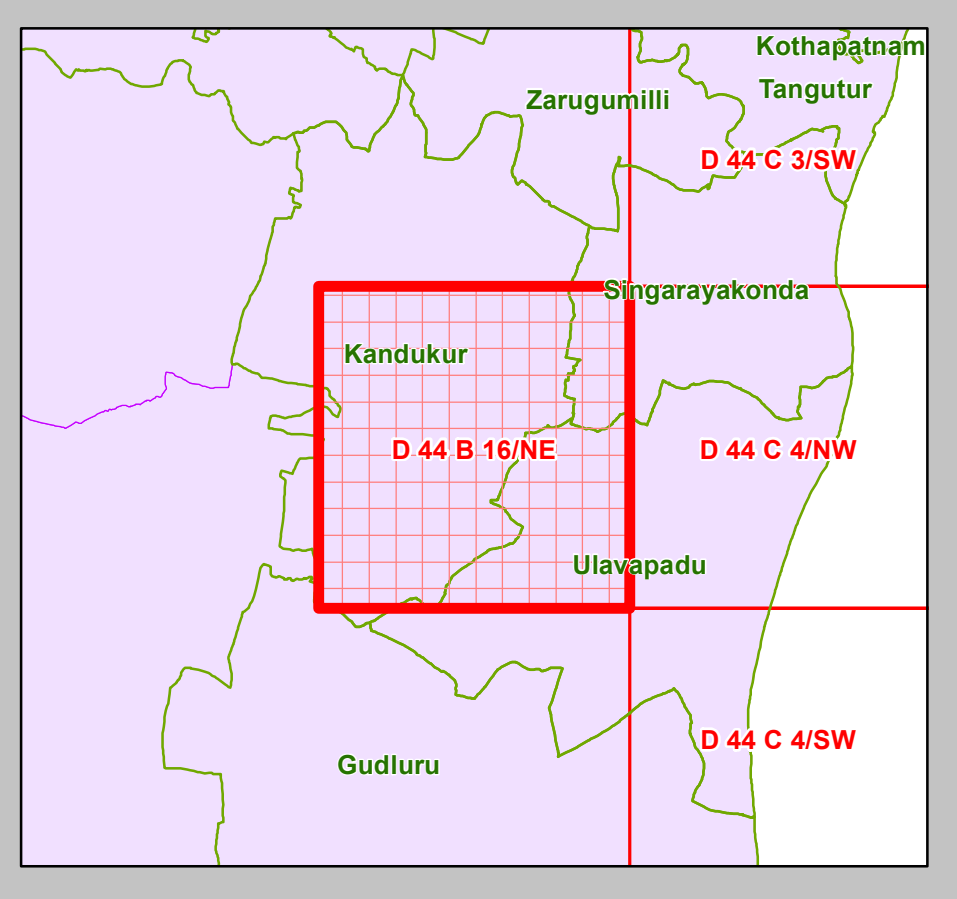 Kothapatnam
Tangutur
Zarugumilli
D 44 C 3/SW
Singarayakonda
Kandukur
D 44 B 16/NE
D 44 C 4/NW
Ulavapadu
D 44 C 4/SW
Gudluru